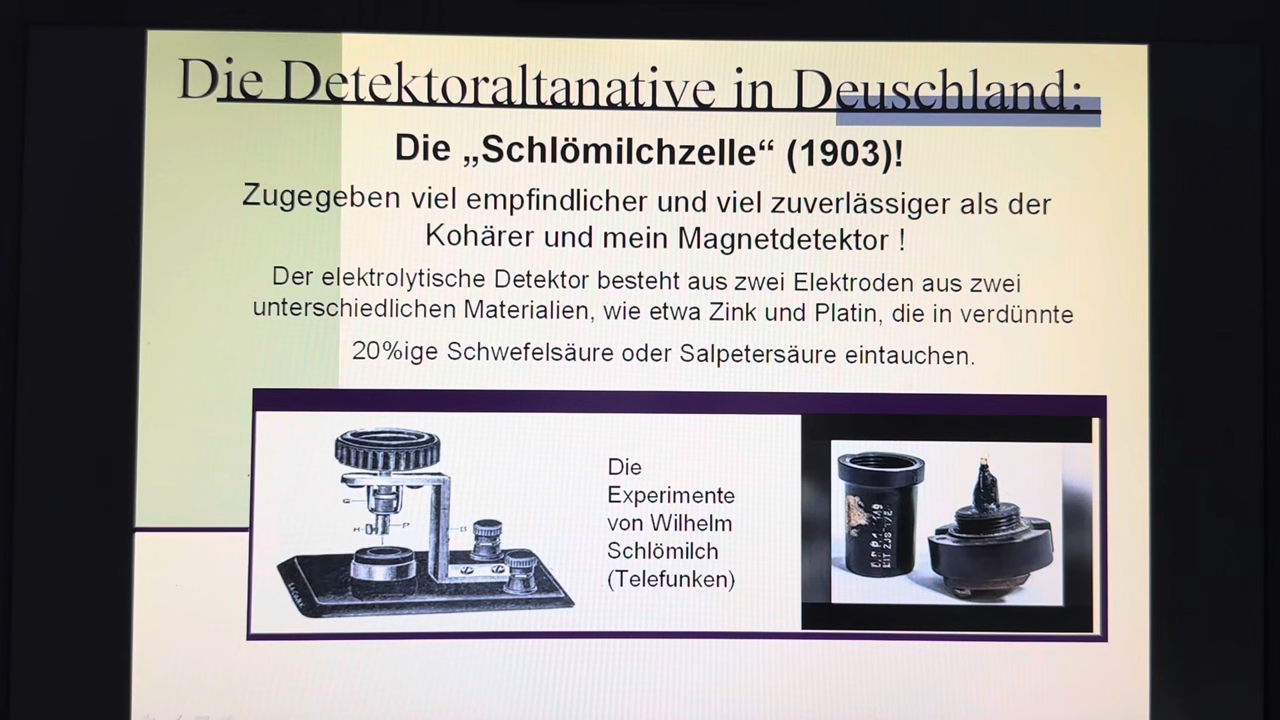 Die Detektoraltanative in Deuschland:
Die „Schlömilchzelle“ (1903)!
Zugegeben viel empfindlicher und viel zuverlässiger als der
Kohärer und mein Magnetdetektor !
Der elektrolytische Detektor besteht aus zwei Elektroden aus zwei
unterschiedlichen Materialien, wie etwa Zink und Platin, die in verdünnte
20%ige Schwefelsäure oder Salpetersäure eintauchen.
G
H
P
B
Die
Experimente
von Wilhelm
Schlömilch
(Telefunken)